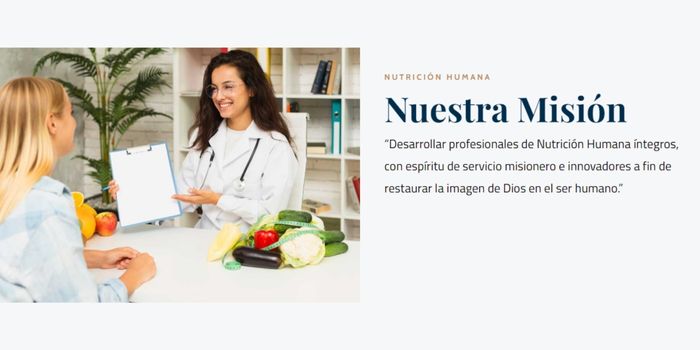 NUTRICIÓN HUMANA
Nuestra Misión
“Desarrollar profesionales de Nutrición Humana íntegros,
con espíritu de servicio misionero e innovadores a fin de
restaurar la imagen de Dios en el ser humano.”